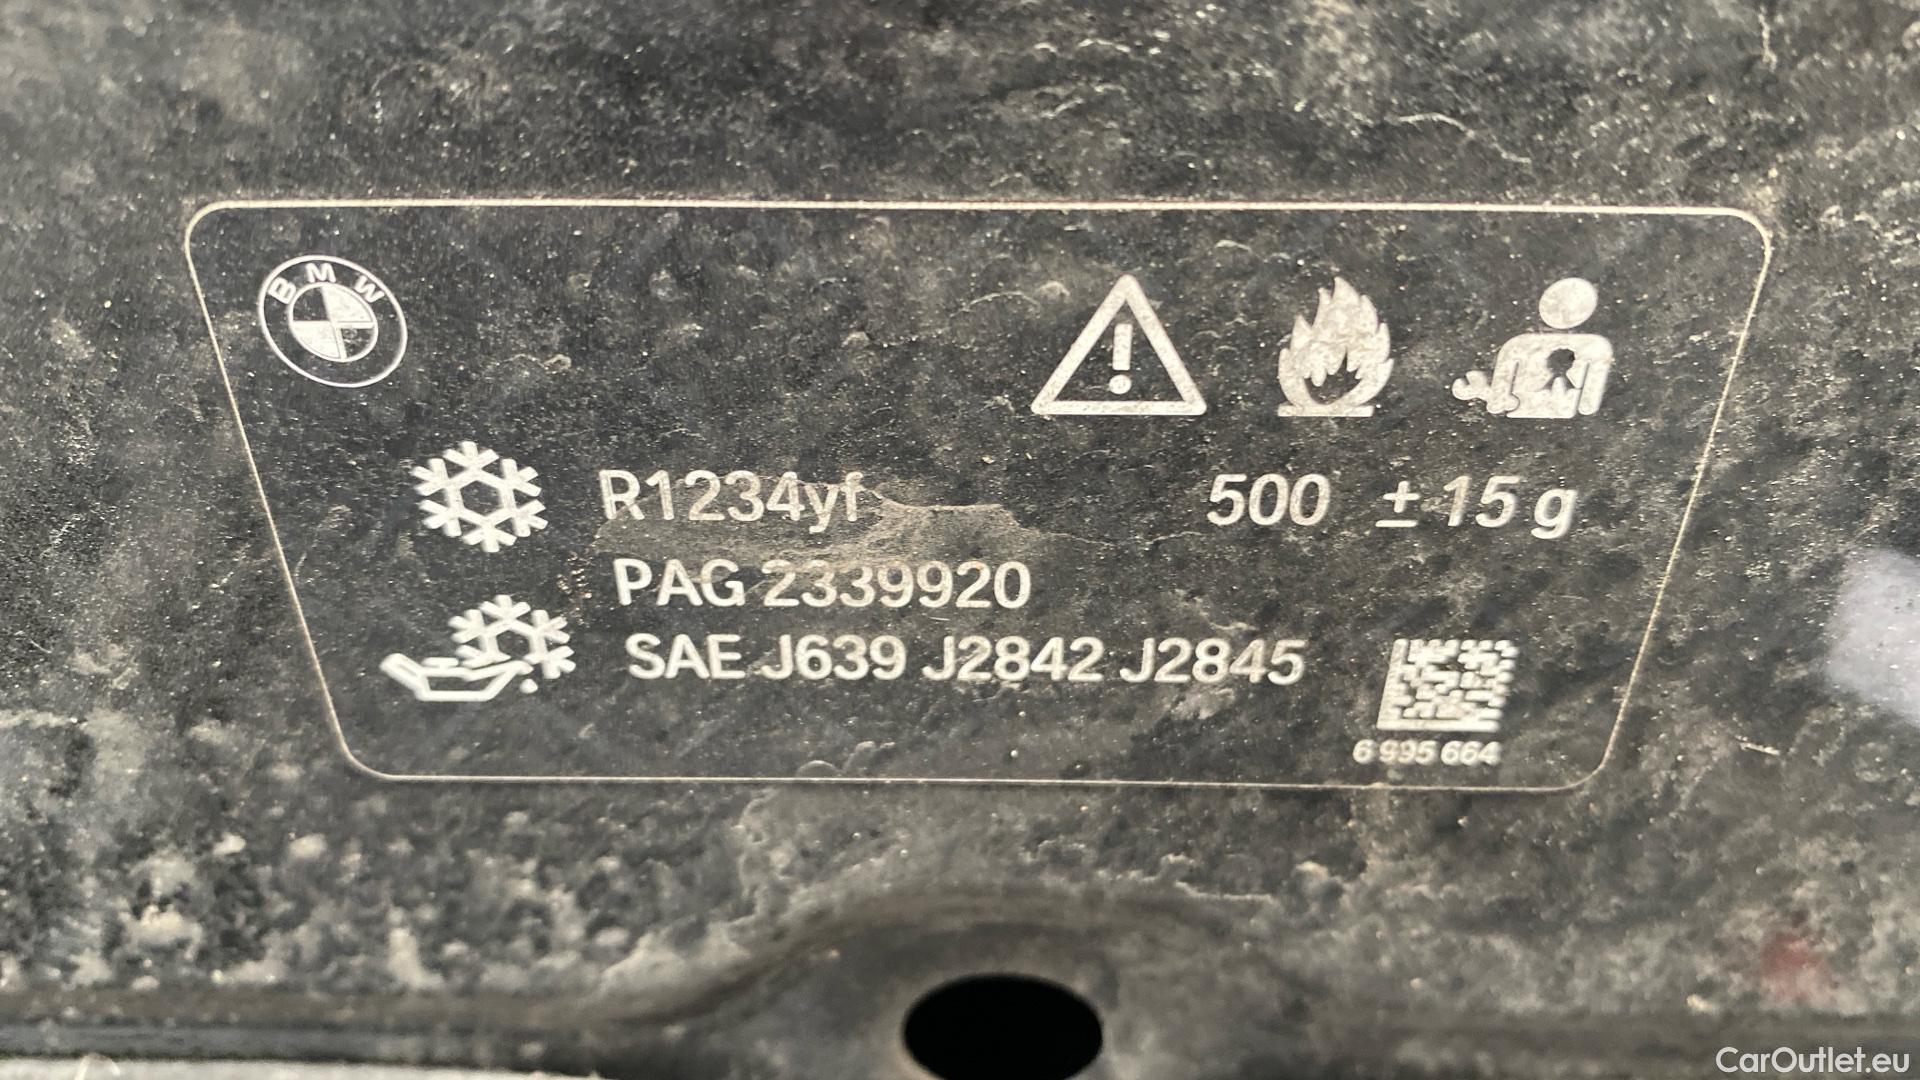 BMW
R1234yf 500 ± 15 g
PAG 2339920
SAE J639 J2842 J2845
6 995 664
CarOutlet.eu